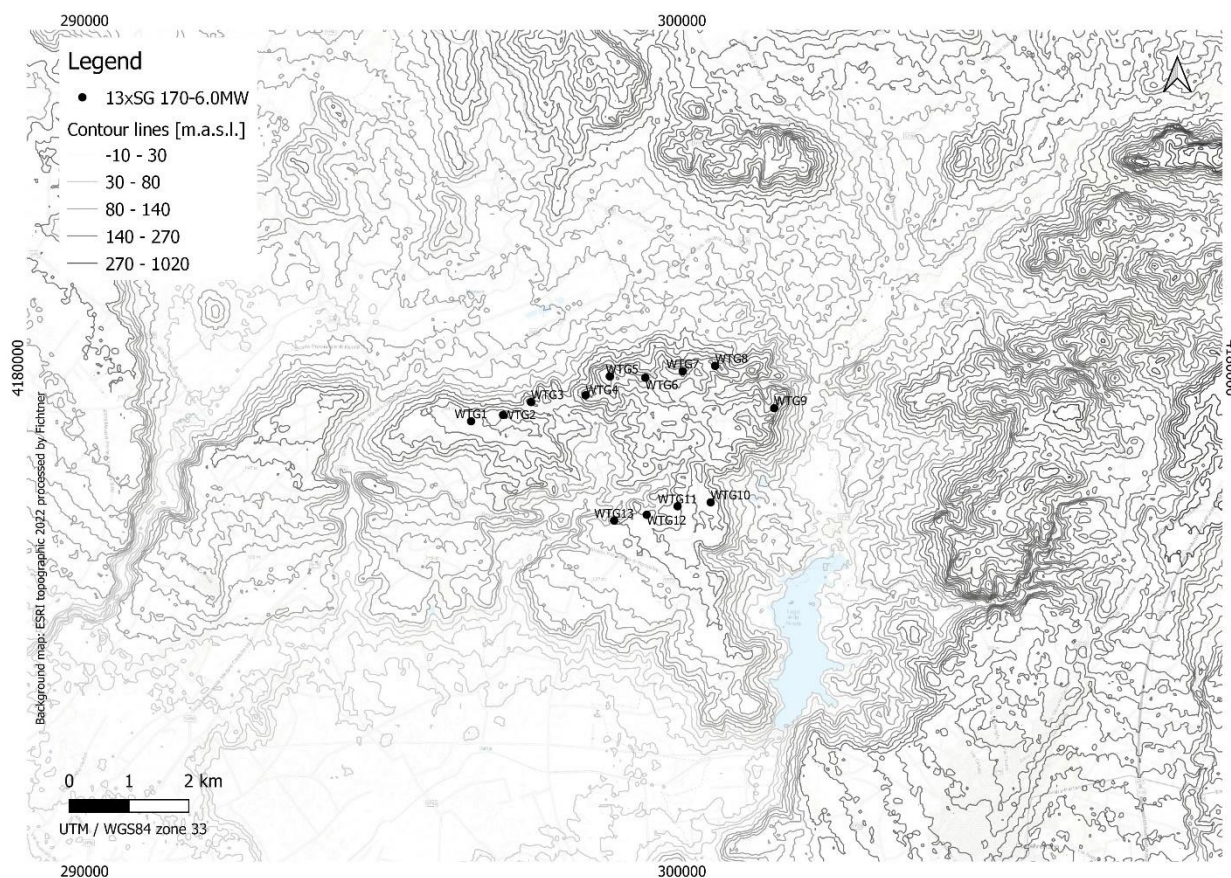 290000
300000
Legend
13xSG 170-6.0MW
Contour lines [m.a.s.l.]
-10 - 30
30 - 80
80 - 140
140 - 270
270 - 1020
4180000
4180000
WTG8
WTG7
WTG5
WTG6
WTG4
WTG3
WTG9
WTG1
WTG2
WTG10
WTG11
WTG13
WTG12
Background map: ESRI topographic 2022 processed by Fichtner
0 1 2 km
UTM / WGS84 zone 33
290000
300000